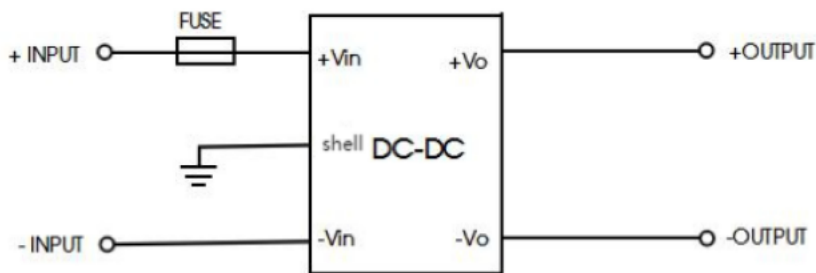 FUSE
+ INPUT
+Vin
+Vo
+OUTPUT
shell
DC-DC
- INPUT
-Vin
-Vo
-OUTPUT